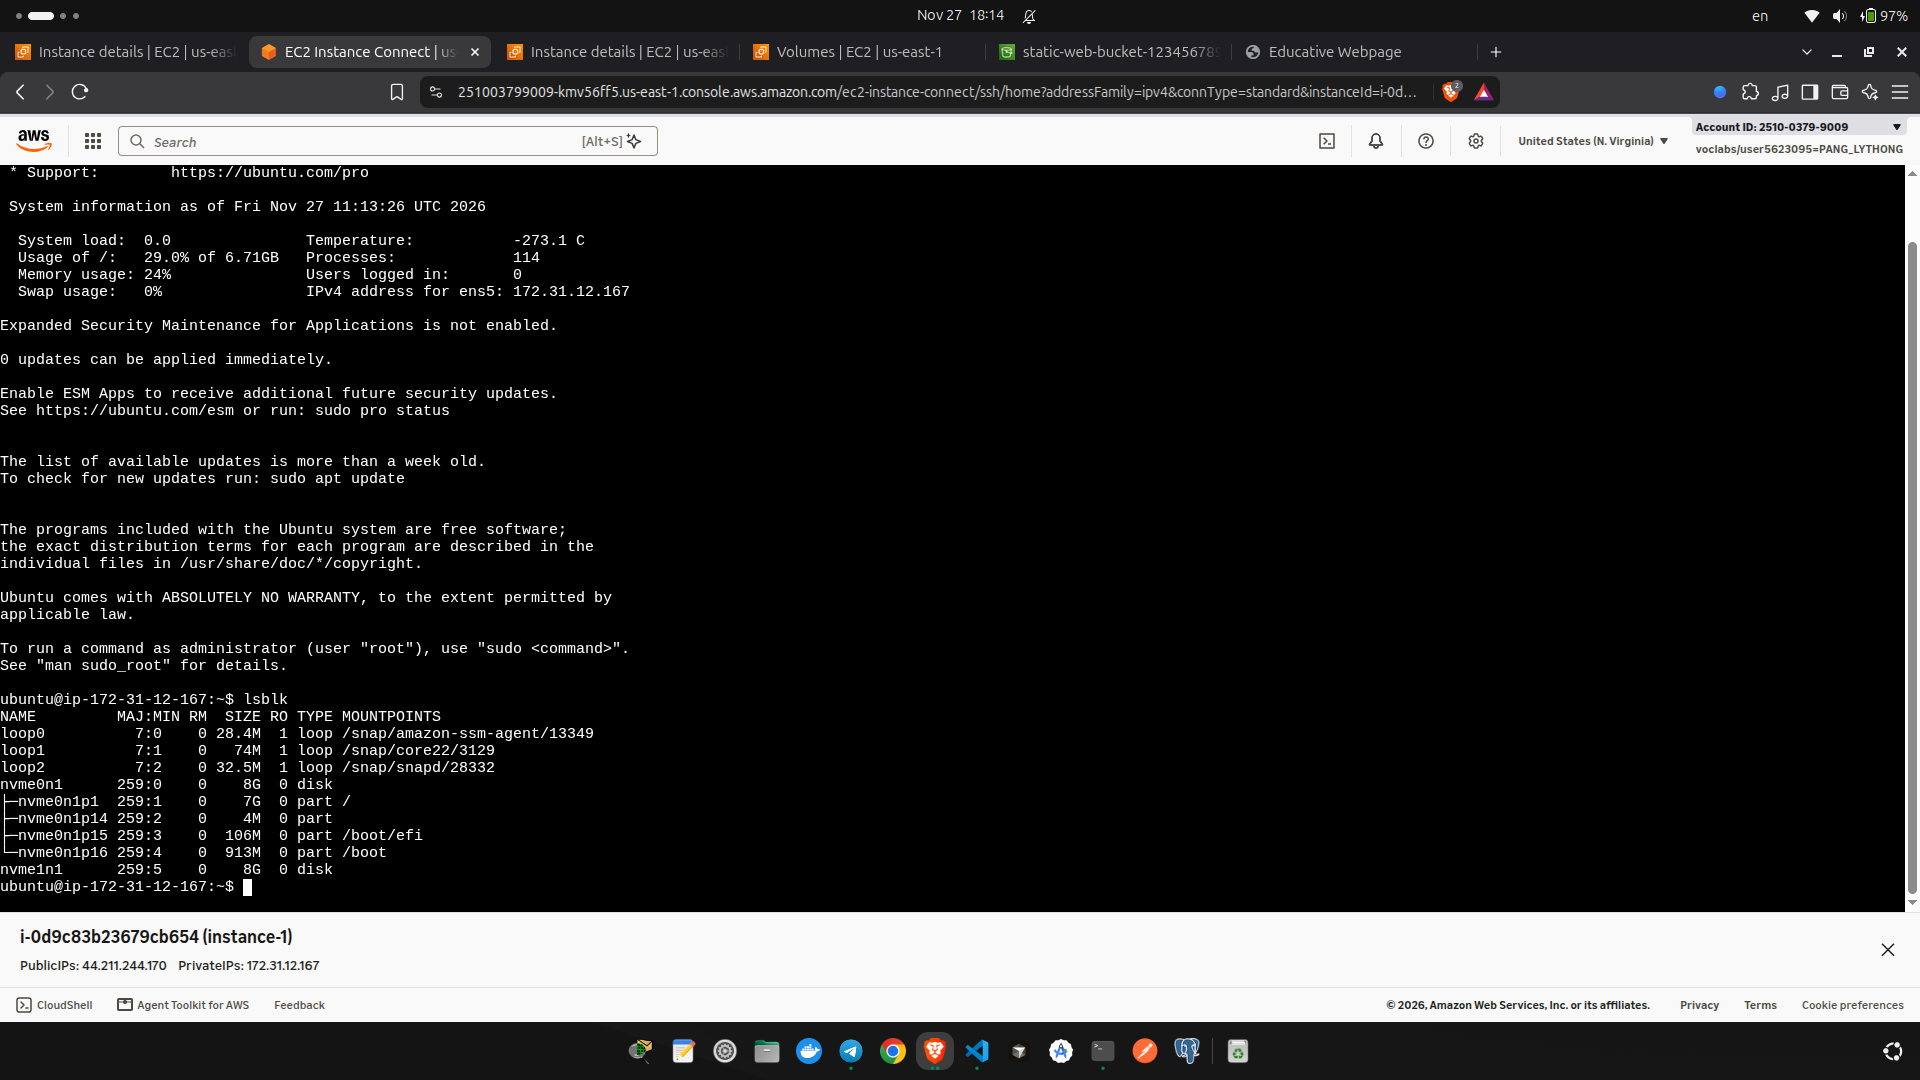 Nov 27 18:14
en
97%
Instance details | EC2 | us-eas
EC2 Instance Connect | us
Instance details | EC2 | us-eas
Volumes | EC2 | us-east-1
static-web-bucket-123456789
Educative Webpage
251003799009-kmv56ff5.us-east-1.console.aws.amazon.com/ec2-instance-connect/ssh/home?addressFamily=ipv4&connType=standard&instanceId=i-0d...
2
aws
Search
[Alt+S]
United States (N. Virginia)
Account ID: 2510-0379-9009
voclabs/user5623095=PANG_LYTHONG
* Support: https://ubuntu.com/pro
System information as of Fri Nov 27 11:13:26 UTC 2026
System load: 0.0 Temperature: -273.1 C
Usage of /: 29.0% of 6.71GB Processes: 114
Memory usage: 24% Users logged in: 0
Swap usage: 0% IPv4 address for ens5: 172.31.12.167
Expanded Security Maintenance for Applications is not enabled.
0 updates can be applied immediately.
Enable ESM Apps to receive additional future security updates.
See https://ubuntu.com/esm or run: sudo pro status
The list of available updates is more than a week old.
To check for new updates run: sudo apt update
The programs included with the Ubuntu system are free software;
the exact distribution terms for each program are described in the
individual files in /usr/share/doc/*/copyright.
Ubuntu comes with ABSOLUTELY NO WARRANTY, to the extent permitted by
applicable law.
To run a command as administrator (user "root"), use "sudo <command>".
See "man sudo_root" for details.
ubuntu@ip-172-31-12-167:~$ lsblk
NAME MAJ:MIN RM SIZE RO TYPE MOUNTPOINTS
loop0 7:0 0 28.4M 1 loop /snap/amazon-ssm-agent/13349
loop1 7:1 0 74M 1 loop /snap/core22/3129
loop2 7:2 0 32.5M 1 loop /snap/snapd/28332
nvme0n1 259:0 0 8G 0 disk
├─nvme0n1p1 259:1 0 7G 0 part /
├─nvme0n1p14 259:2 0 4M 0 part
├─nvme0n1p15 259:3 0 106M 0 part /boot/efi
└─nvme0n1p16 259:4 0 913M 0 part /boot
nvme1n1 259:5 0 8G 0 disk
ubuntu@ip-172-31-12-167:~$
i-0d9c83b23679cb654 (instance-1)
PublicIPs: 44.211.244.170 PrivateIPs: 172.31.12.167
CloudShell
Agent Toolkit for AWS
Feedback
© 2026, Amazon Web Services, Inc. or its affiliates.
Privacy
Terms
Cookie preferences